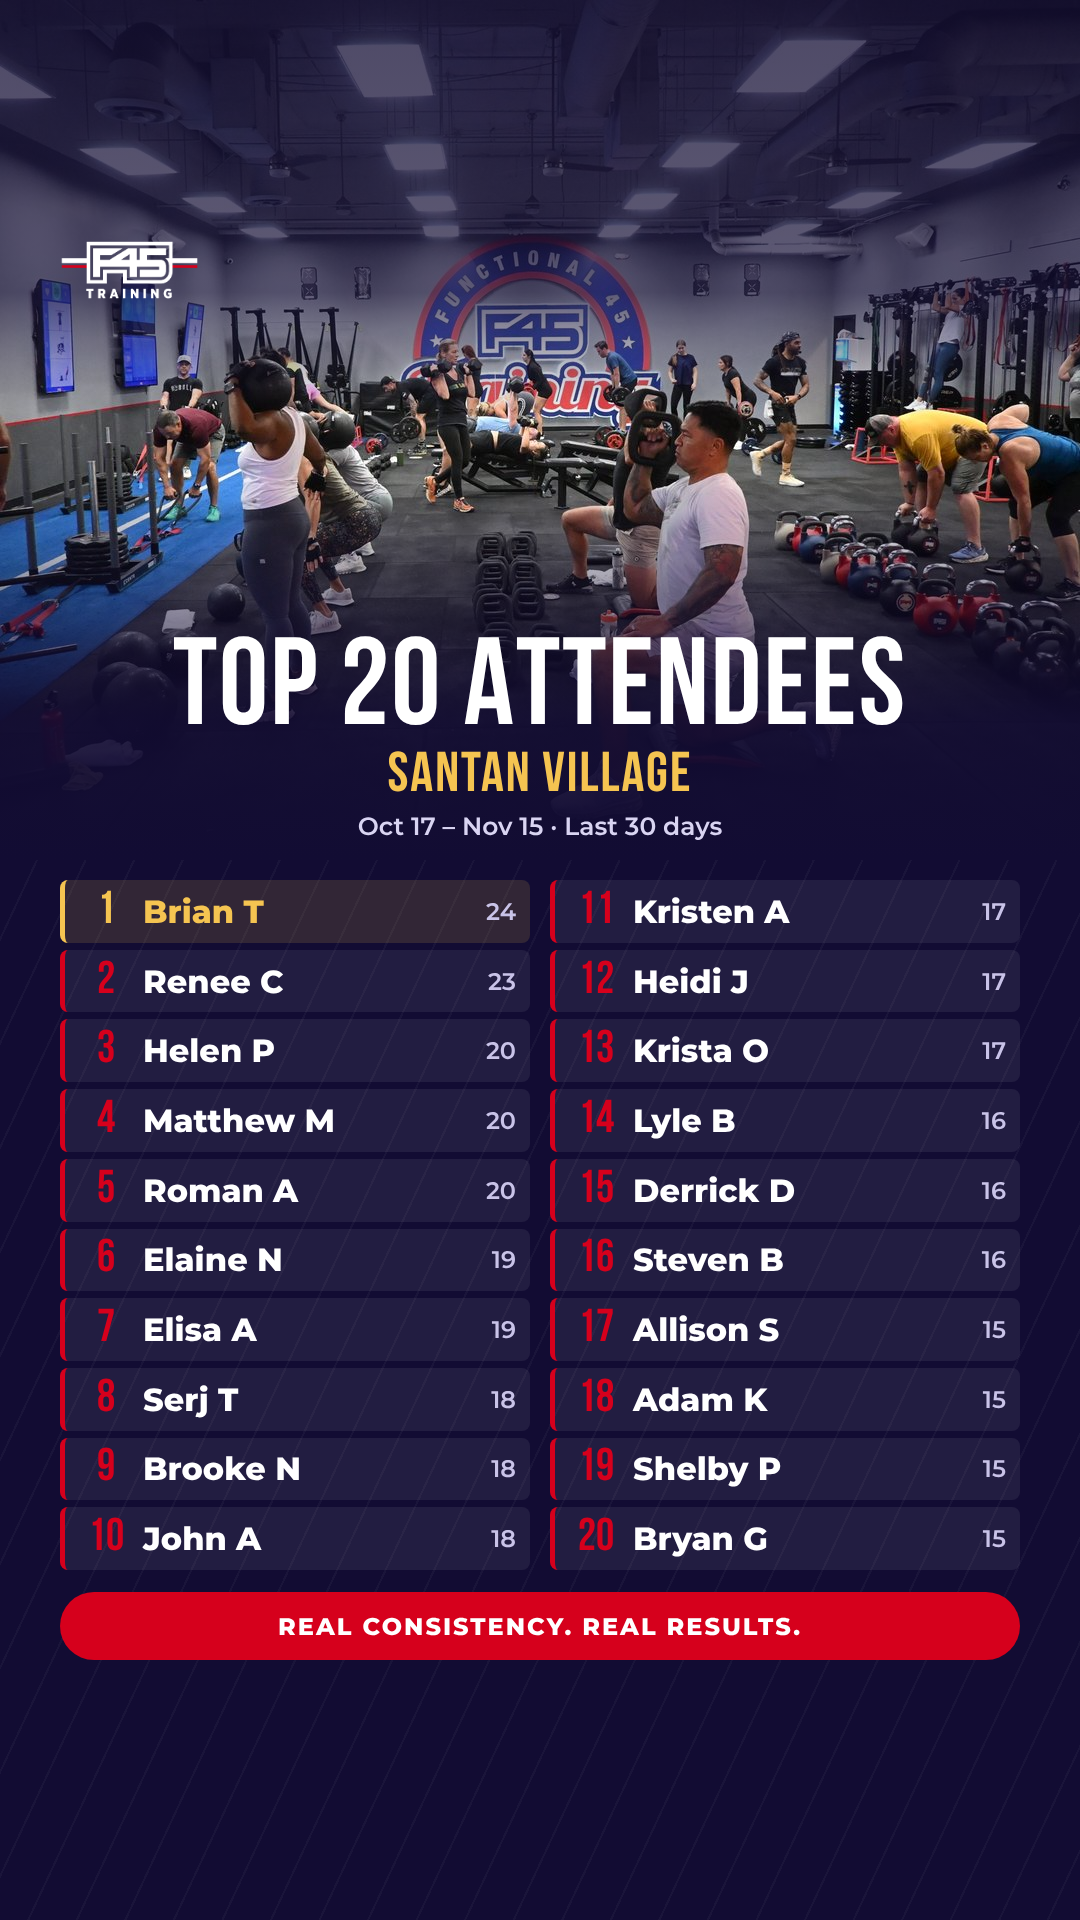 F45
TRAINING
FUNCTIONAL 45
F45
Training
TOP 20 ATTENDEES
SANTAN VILLAGE
Oct 17 – Nov 15 · Last 30 days
1 Brian T 24
2 Renee C 23
3 Helen P 20
4 Matthew M 20
5 Roman A 20
6 Elaine N 19
7 Elisa A 19
8 Serj T 18
9 Brooke N 18
10 John A 18
11 Kristen A 17
12 Heidi J 17
13 Krista O 17
14 Lyle B 16
15 Derrick D 16
16 Steven B 16
17 Allison S 15
18 Adam K 15
19 Shelby P 15
20 Bryan G 15
REAL CONSISTENCY. REAL RESULTS.